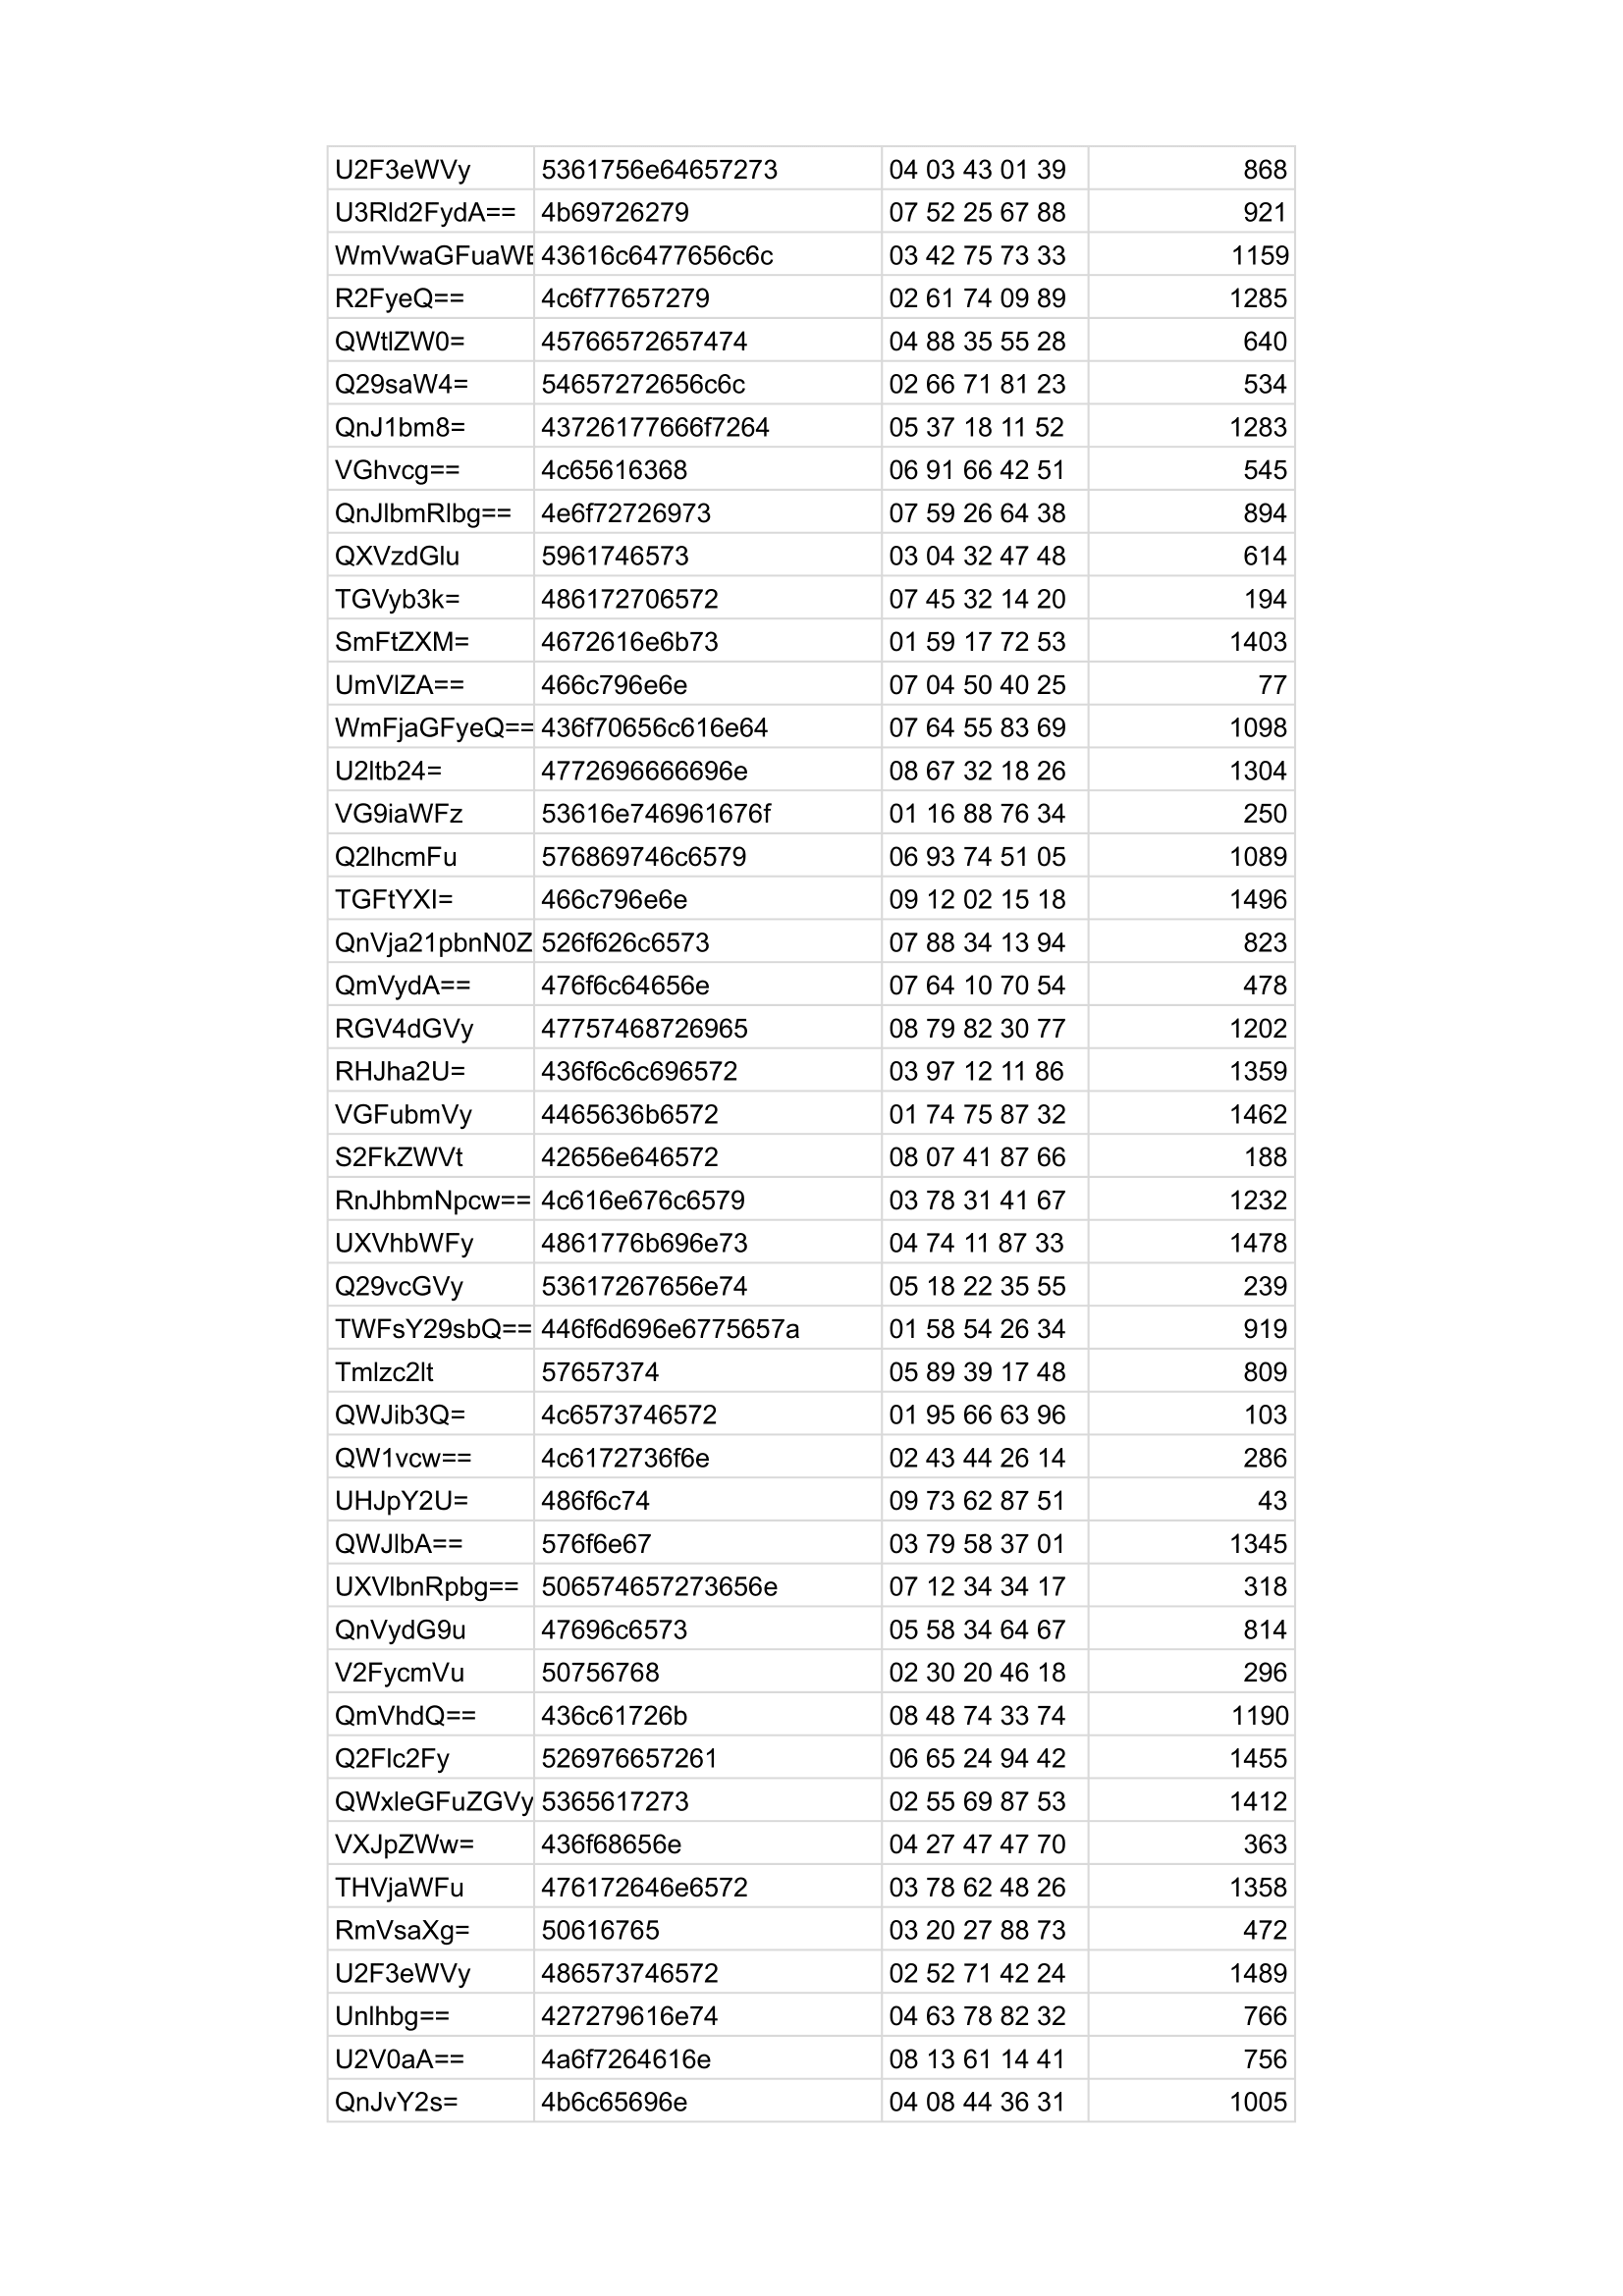 U2F3eWVy 5361756e64657273 04 03 43 01 39 868
U3Rld2FydA== 4b69726279 07 52 25 67 88 921
WmVwaGFuaWE 43616c6477656c6c 03 42 75 73 33 1159
R2FyeQ== 4c6f77657279 02 61 74 09 89 1285
QWtlZW0= 45766572657474 04 88 35 55 28 640
Q29saW4= 54657272656c6c 02 66 71 81 23 534
QnJ1bm8= 43726177666f7264 05 37 18 11 52 1283
VGhvcg== 4c65616368 06 91 66 42 51 545
QnJlbmRlbg== 4e6f72726973 07 59 26 64 38 894
QXVzdGlu 5961746573 03 04 32 47 48 614
TGVyb3k= 486172706572 07 45 32 14 20 194
SmFtZXM= 4672616e6b73 01 59 17 72 53 1403
UmVlZA== 466c796e6e 07 04 50 40 25 77
WmFjaGFyeQ== 436f70656c616e64 07 64 55 83 69 1098
U2ltb24= 4772696666696e 08 67 32 18 26 1304
VG9iaWFz 53616e746961676f 01 16 88 76 34 250
Q2lhcmFu 576869746c6579 06 93 74 51 05 1089
TGFtYXI= 466c796e6e 09 12 02 15 18 1496
QnVja21pbnN0Z 526f626c6573 07 88 34 13 94 823
QmVydA== 476f6c64656e 07 64 10 70 54 478
RGV4dGVy 47757468726965 08 79 82 30 77 1202
RHJha2U= 436f6c6c696572 03 97 12 11 86 1359
VGFubmVy 4465636b6572 01 74 75 87 32 1462
S2FkZWVt 42656e646572 08 07 41 87 66 188
RnJhbmNpcw== 4c616e676c6579 03 78 31 41 67 1232
UXVhbWFy 4861776b696e73 04 74 11 87 33 1478
Q29vcGVy 53617267656e74 05 18 22 35 55 239
TWFsY29sbQ== 446f6d696e6775657a 01 58 54 26 34 919
Tmlzc2lt 57657374 05 89 39 17 48 809
QWJib3Q= 4c6573746572 01 95 66 63 96 103
QW1vcw== 4c6172736f6e 02 43 44 26 14 286
UHJpY2U= 486f6c74 09 73 62 87 51 43
QWJlbA== 576f6e67 03 79 58 37 01 1345
UXVlbnRpbg== 506574657273656e 07 12 34 34 17 318
QnVydG9u 47696c6573 05 58 34 64 67 814
V2FycmVu 50756768 02 30 20 46 18 296
QmVhdQ== 436c61726b 08 48 74 33 74 1190
Q2Flc2Fy 526976657261 06 65 24 94 42 1455
QWxleGFuZGVy 5365617273 02 55 69 87 53 1412
VXJpZWw= 436f68656e 04 27 47 47 70 363
THVjaWFu 476172646e6572 03 78 62 48 26 1358
RmVsaXg= 50616765 03 20 27 88 73 472
U2F3eWVy 486573746572 02 52 71 42 24 1489
Unlhbg== 427279616e74 04 63 78 82 32 766
U2V0aA== 4a6f7264616e 08 13 61 14 41 756
QnJvY2s= 4b6c65696e 04 08 44 36 31 1005